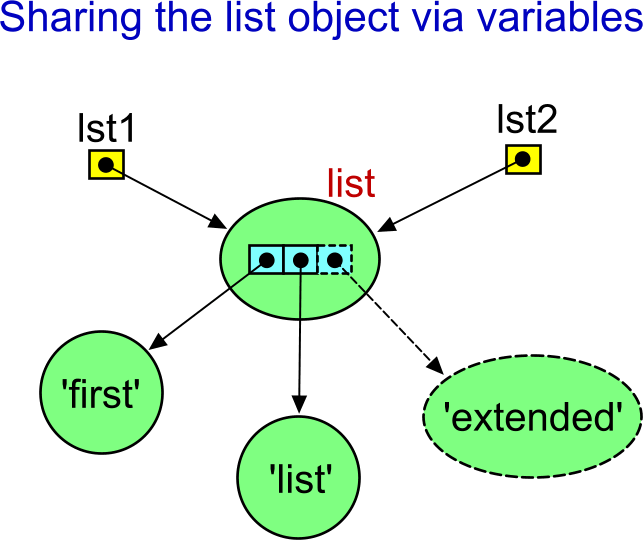 Sharing the list object via variables
lst1
lst2
list
'first'
'list'
'extended'